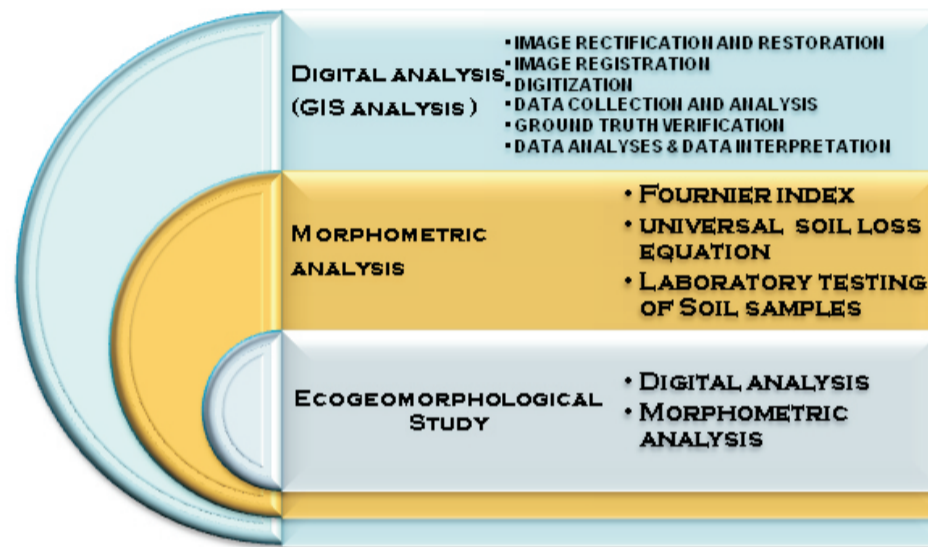 DIGITAL ANALYSIS
(GIS ANALYSIS )
▪ IMAGE RECTIFICATION AND RESTORATION
▪ IMAGE REGISTRATION
▪ DIGITIZATION
▪ DATA COLLECTION AND ANALYSIS
▪ GROUND TRUTH VERIFICATION
▪ DATA ANALYSES & DATA INTERPRETATION
MORPHOMETRIC
ANALYSIS
• FOURNIER INDEX
• UNIVERSAL SOIL LOSS
EQUATION
• LABORATORY TESTING
OF SOIL SAMPLES
ECOGEOMORPHOLOGICAL
STUDY
• DIGITAL ANALYSIS
• MORPHOMETRIC
ANALYSIS